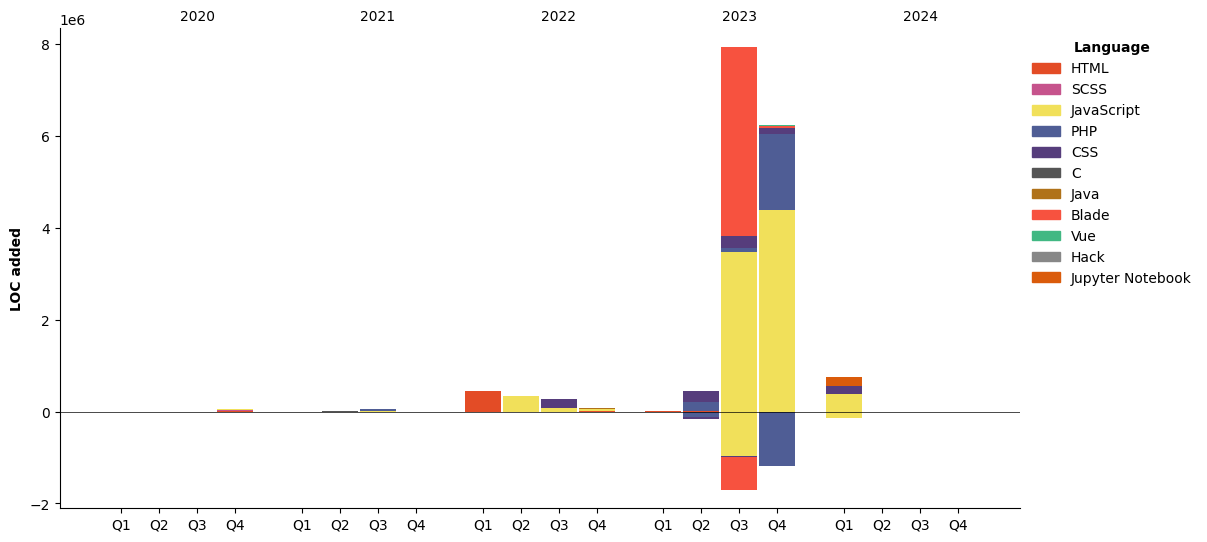 2020 2021 2022 2023 2024
1e6
8
6
4
2
0
−2
LOC added
Q1 Q2 Q3 Q4 Q1 Q2 Q3 Q4 Q1 Q2 Q3 Q4 Q1 Q2 Q3 Q4 Q1 Q2 Q3 Q4
Language
HTML
SCSS
JavaScript
PHP
CSS
C
Java
Blade
Vue
Hack
Jupyter Notebook